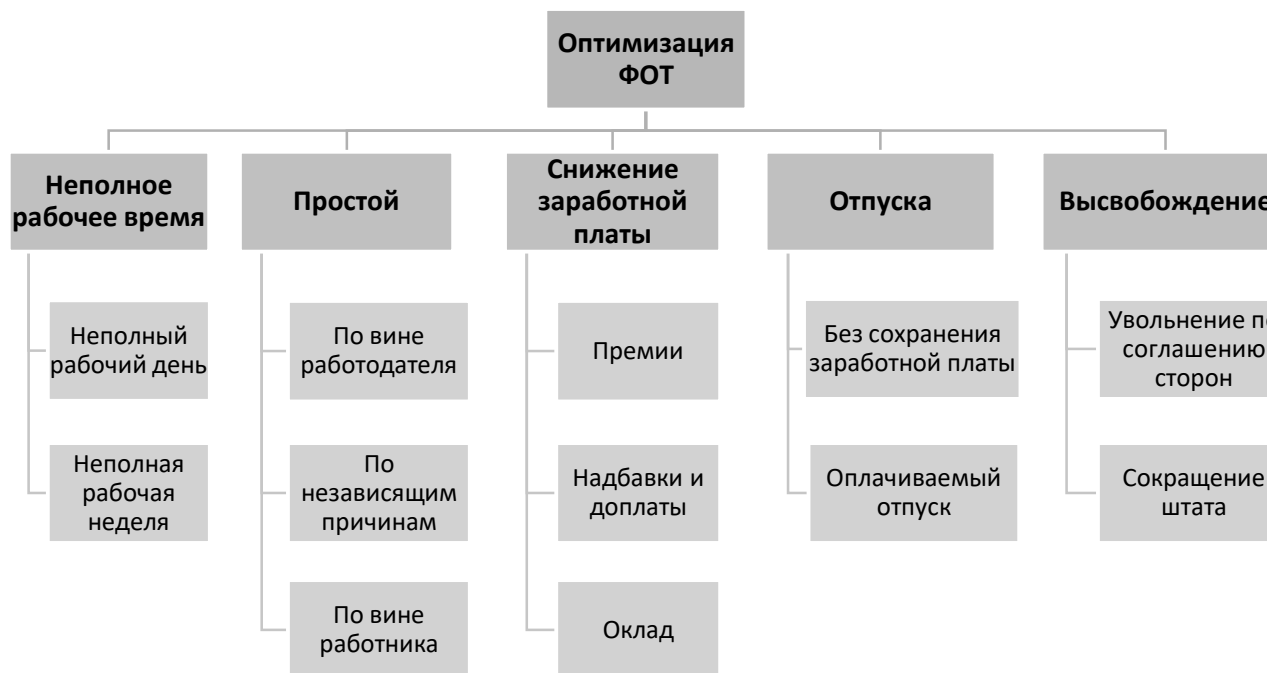 Оптимизация
ФОТ
Неполное
рабочее время
Неполный
рабочий день
Неполная
рабочая
неделя
Простой
По вине
работодателя
По
независящим
причинам
По вине
работника
Снижение
заработной
платы
Премии
Надбавки и
доплаты
Оклад
Отпуска
Без сохранения
заработной платы
Оплачиваемый
отпуск
Высвобождение
Увольнение по
соглашению
сторон
Сокращение
штата